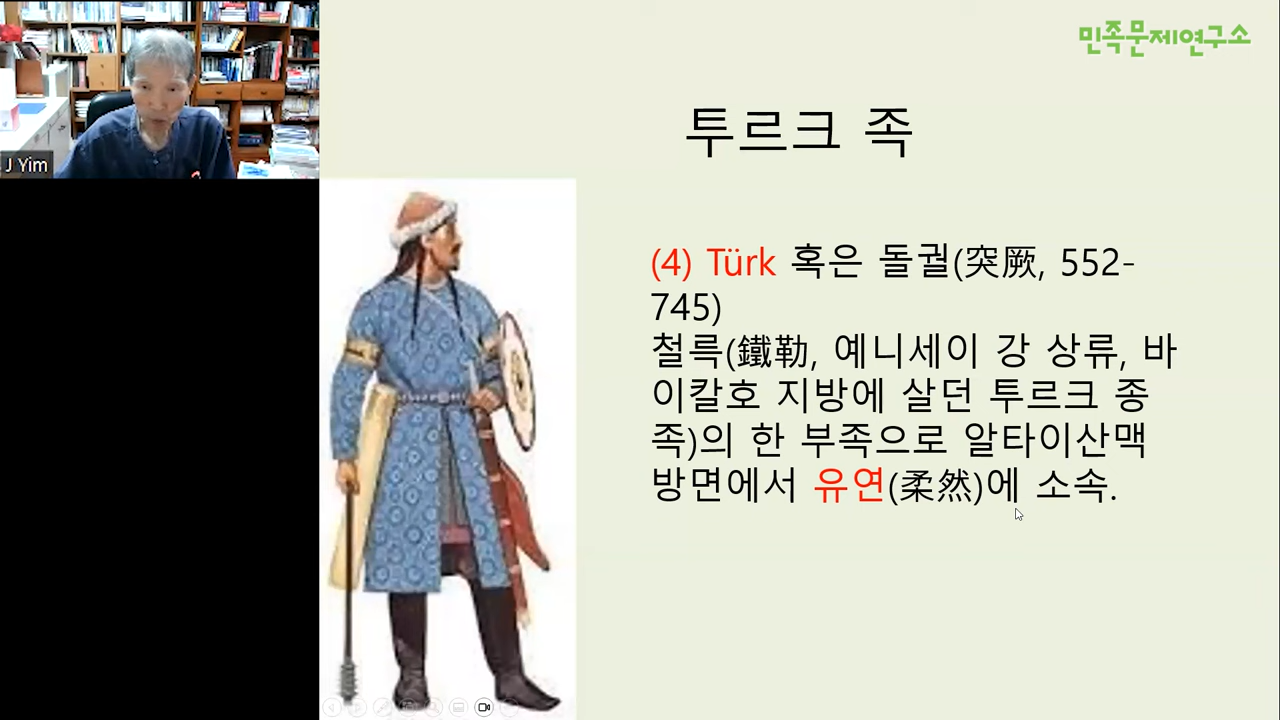 민족문제연구소
투르크 족
J Yim
(4) Türk 혹은 돌궐(突厥, 552-
745)
철륵(鐵勒, 예니세이 강 상류, 바
이칼호 지방에 살던 투르크 종
족)의 한 부족으로 알타이산맥
방면에서 유연(柔然)에 소속.